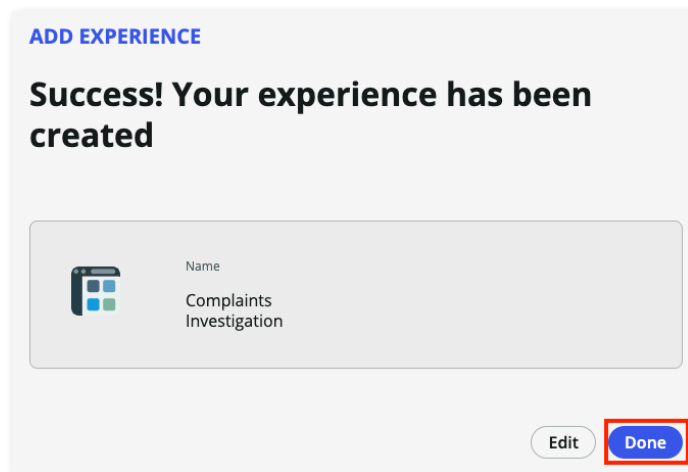 ADD EXPERIENCE
Success! Your experience has been
created
Name
Complaints
Investigation
Edit
Done